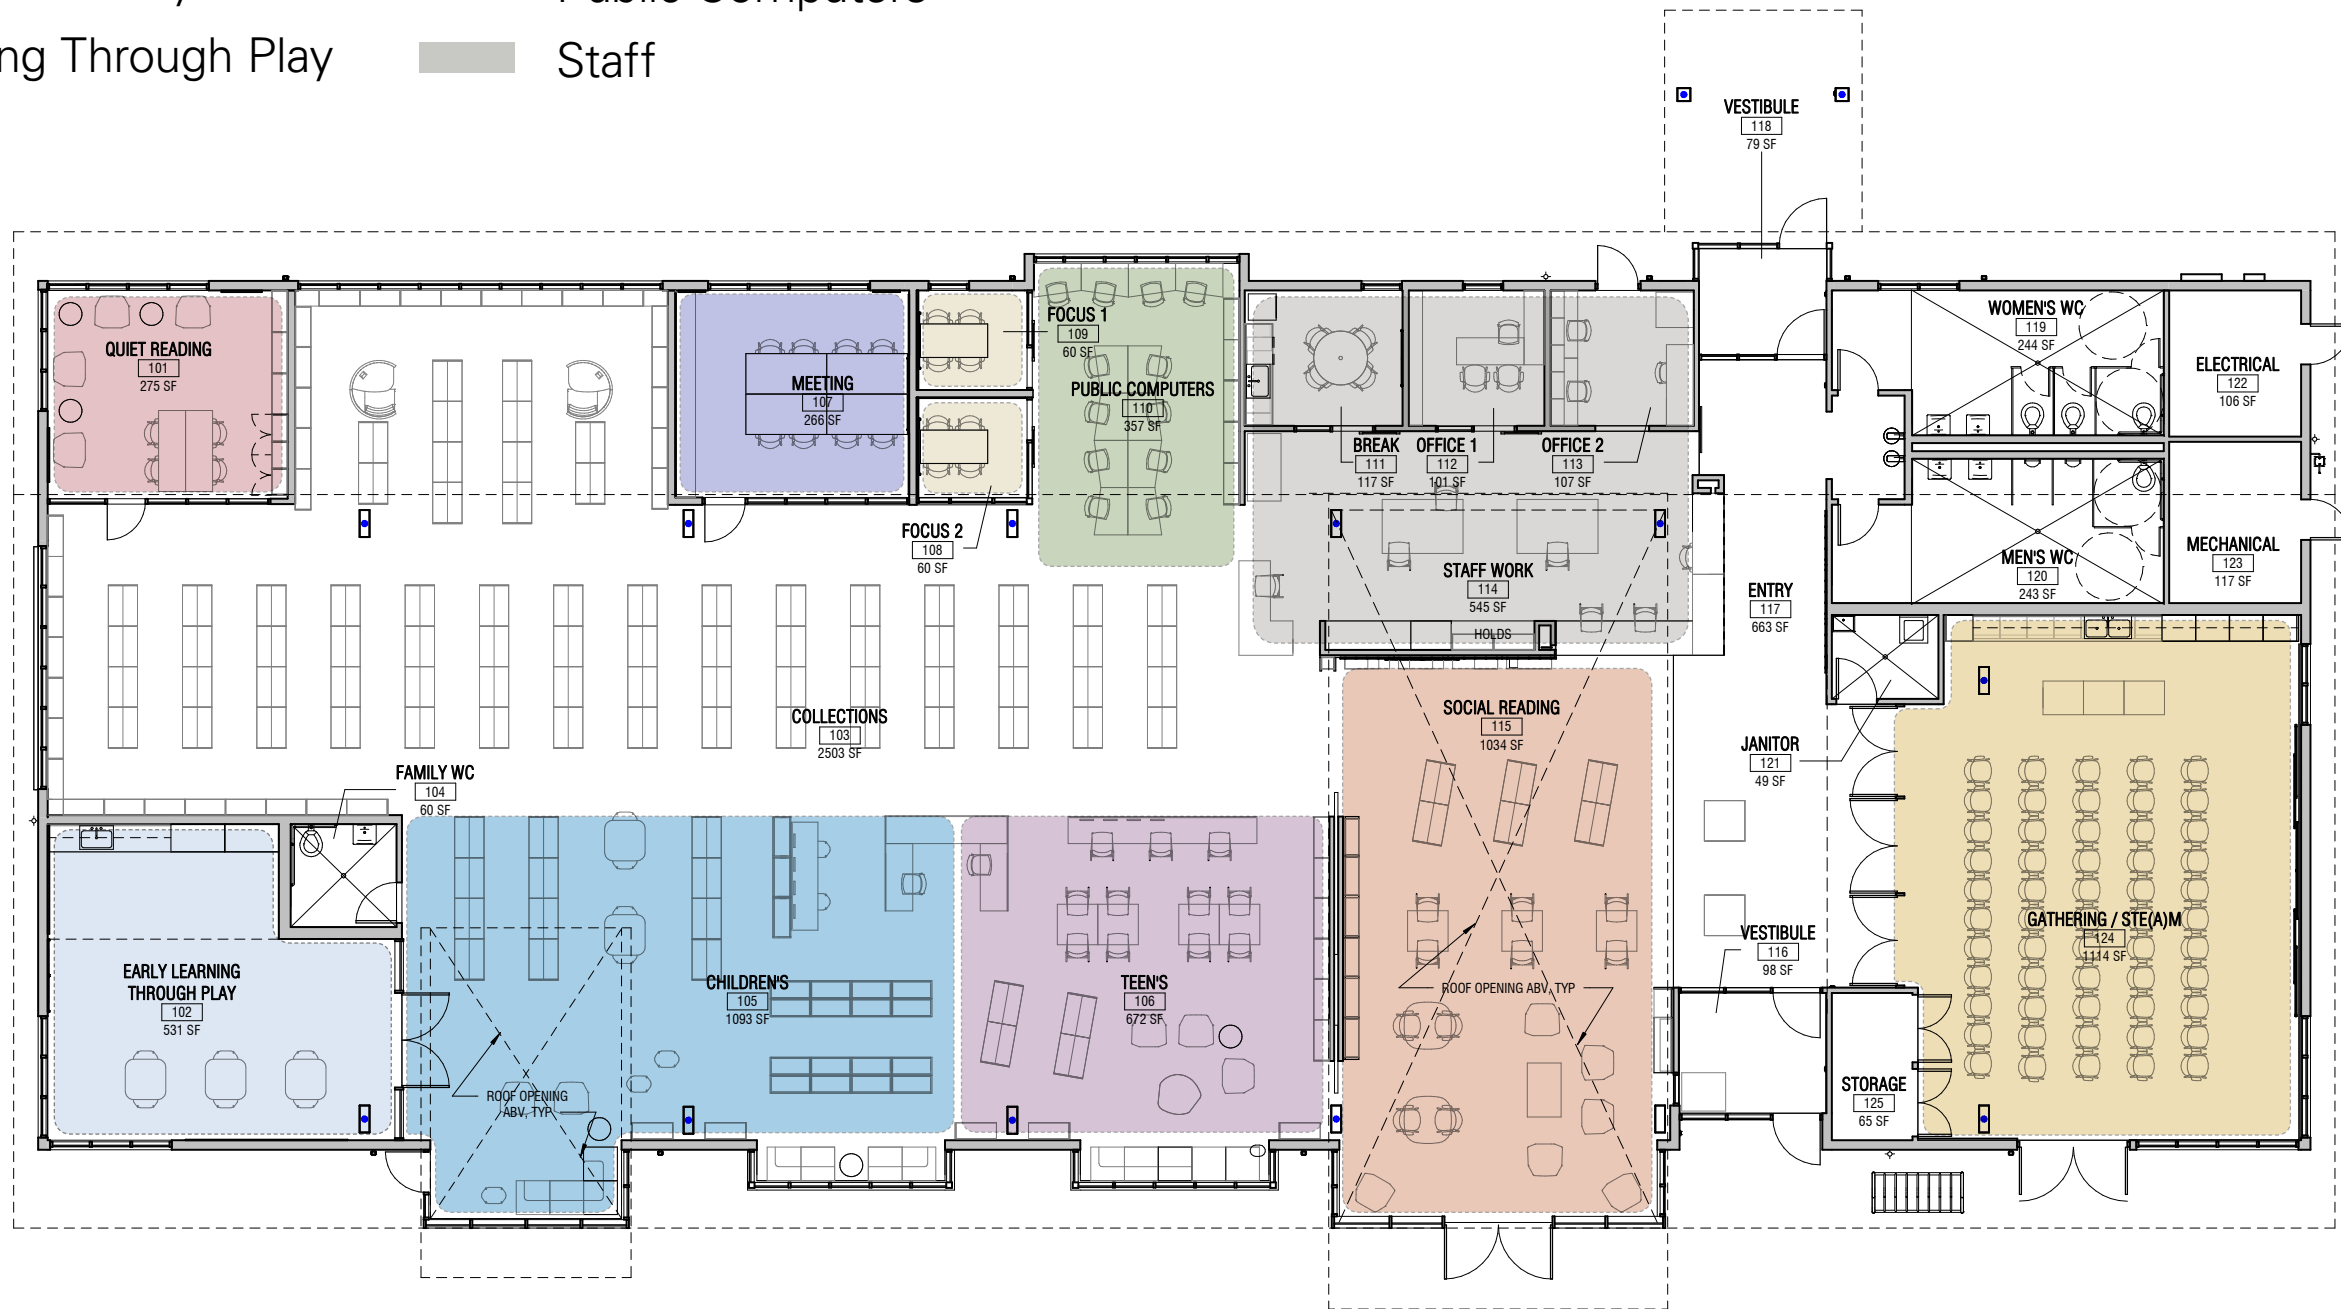 Public Computers
ng Through Play
Staff
VESTIBULE
118
79 SF
QUIET READING
101
275 SF
MEETING
107
266 SF
FOCUS 1
109
60 SF
PUBLIC COMPUTERS
110
357 SF
WOMEN'S WC
119
244 SF
ELECTRICAL
122
106 SF
BREAK
111
117 SF
OFFICE 1
112
101 SF
OFFICE 2
113
107 SF
FOCUS 2
108
60 SF
STAFF WORK
114
545 SF
HOLDS
ENTRY
117
663 SF
MEN'S WC
120
243 SF
MECHANICAL
123
117 SF
COLLECTIONS
103
2503 SF
SOCIAL READING
115
1034 SF
JANITOR
121
49 SF
FAMILY WC
104
60 SF
EARLY LEARNING
THROUGH PLAY
102
531 SF
CHILDREN'S
105
1093 SF
TEEN'S
106
672 SF
ROOF OPENING ABV, TYP
VESTIBULE
116
98 SF
GATHERING / STE(A)M
124
1114 SF
X
ROOF OPENING
ABV, TYP
STORAGE
125
65 SF